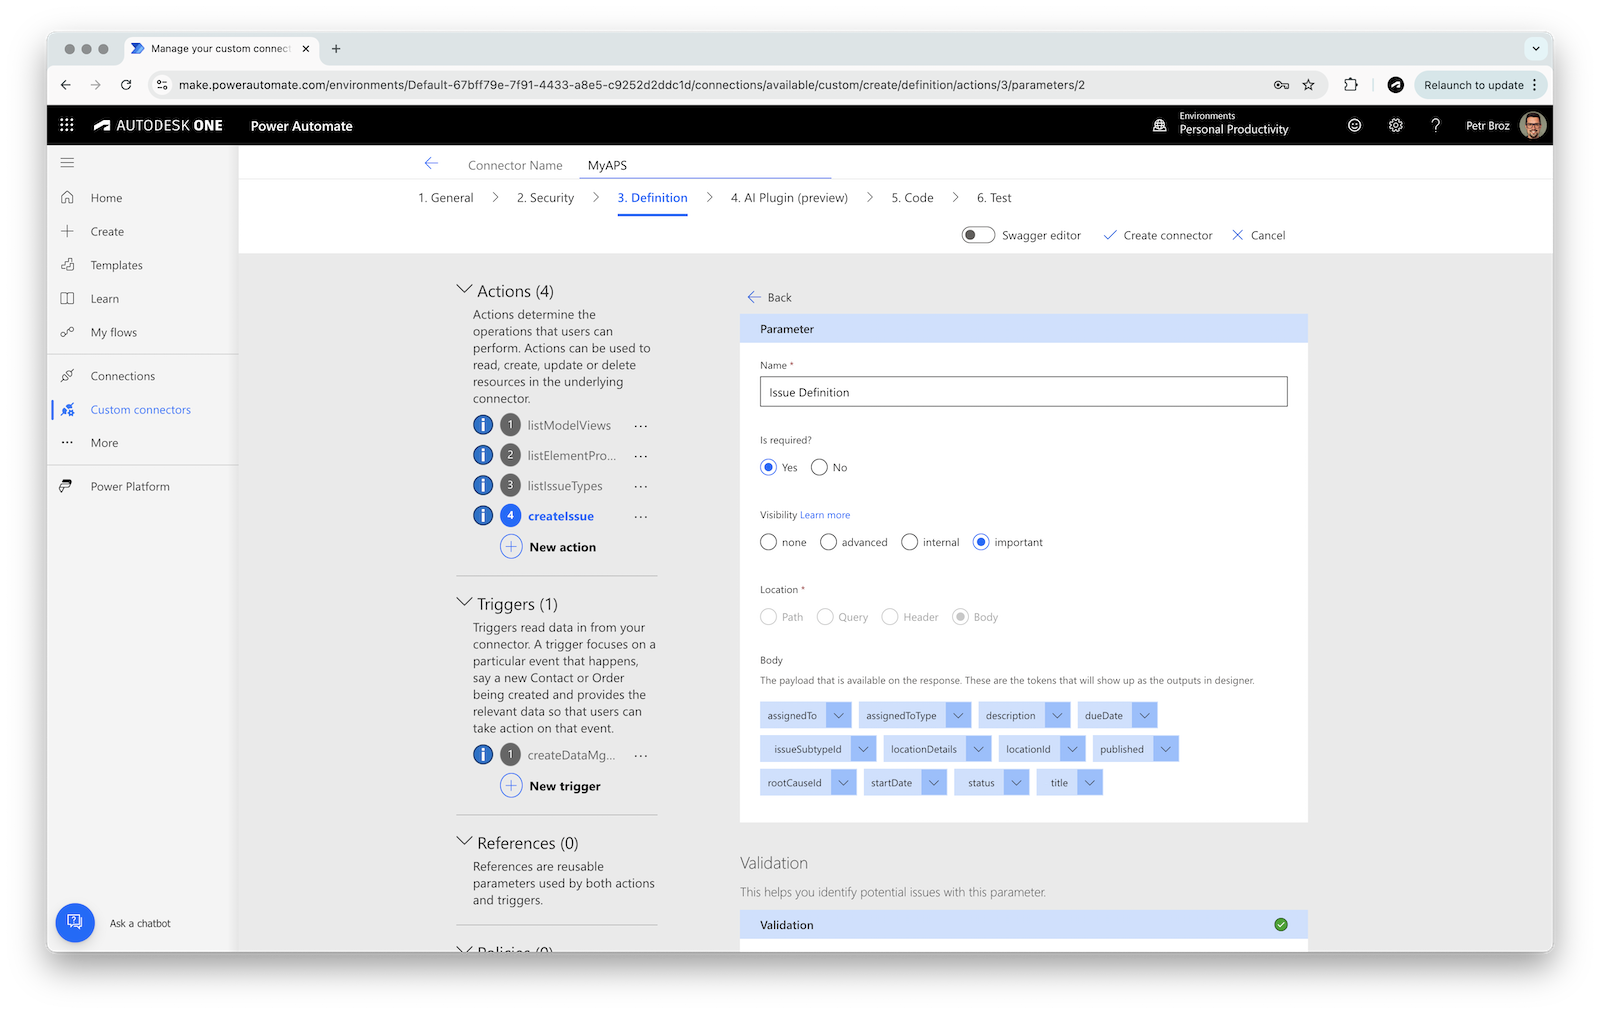 Manage your custom connect
make.powerautomate.com/environments/Default-67bff79e-7f91-4433-a8e5-c9252d2ddc1d/connections/available/custom/create/definition/actions/3/parameters/2
Relaunch to update
AUTODESK ONE
Power Automate
Environments
Personal Productivity
?
Petr Broz
Connector Name
MyAPS
1. General
2. Security
3. Definition
4. AI Plugin (preview)
5. Code
6. Test
Swagger editor
Create connector
Cancel
Home
Create
Templates
Learn
My flows
Connections
Custom connectors
More
Power Platform
Ask a chatbot
Actions (4)
Actions determine the
operations that users can
perform. Actions can be used to
read, create, update or delete
resources in the underlying
connector.
1 listModelViews ...
2 listElementPro... ...
3 listIssueTypes ...
4 createIssue ...
New action
Triggers (1)
Triggers read data in from your
connector. A trigger focuses on a
particular event that happens,
say a new Contact or Order
being created and provides the
relevant data so that users can
take action on that event.
1 createDataMg... ...
New trigger
References (0)
References are reusable
parameters used by both actions
and triggers.
Policies (0)
Back
Parameter
Name *
Issue Definition
Is required?
Yes No
Visibility Learn more
none advanced internal important
Location *
Path Query Header Body
Body
The payload that is available on the response. These are the tokens that will show up as the outputs in designer.
assignedTo assignedToType description dueDate
issueSubtypeId locationDetails locationId published
rootCauseId startDate status title
Validation
This helps you identify potential issues with this parameter.
Validation